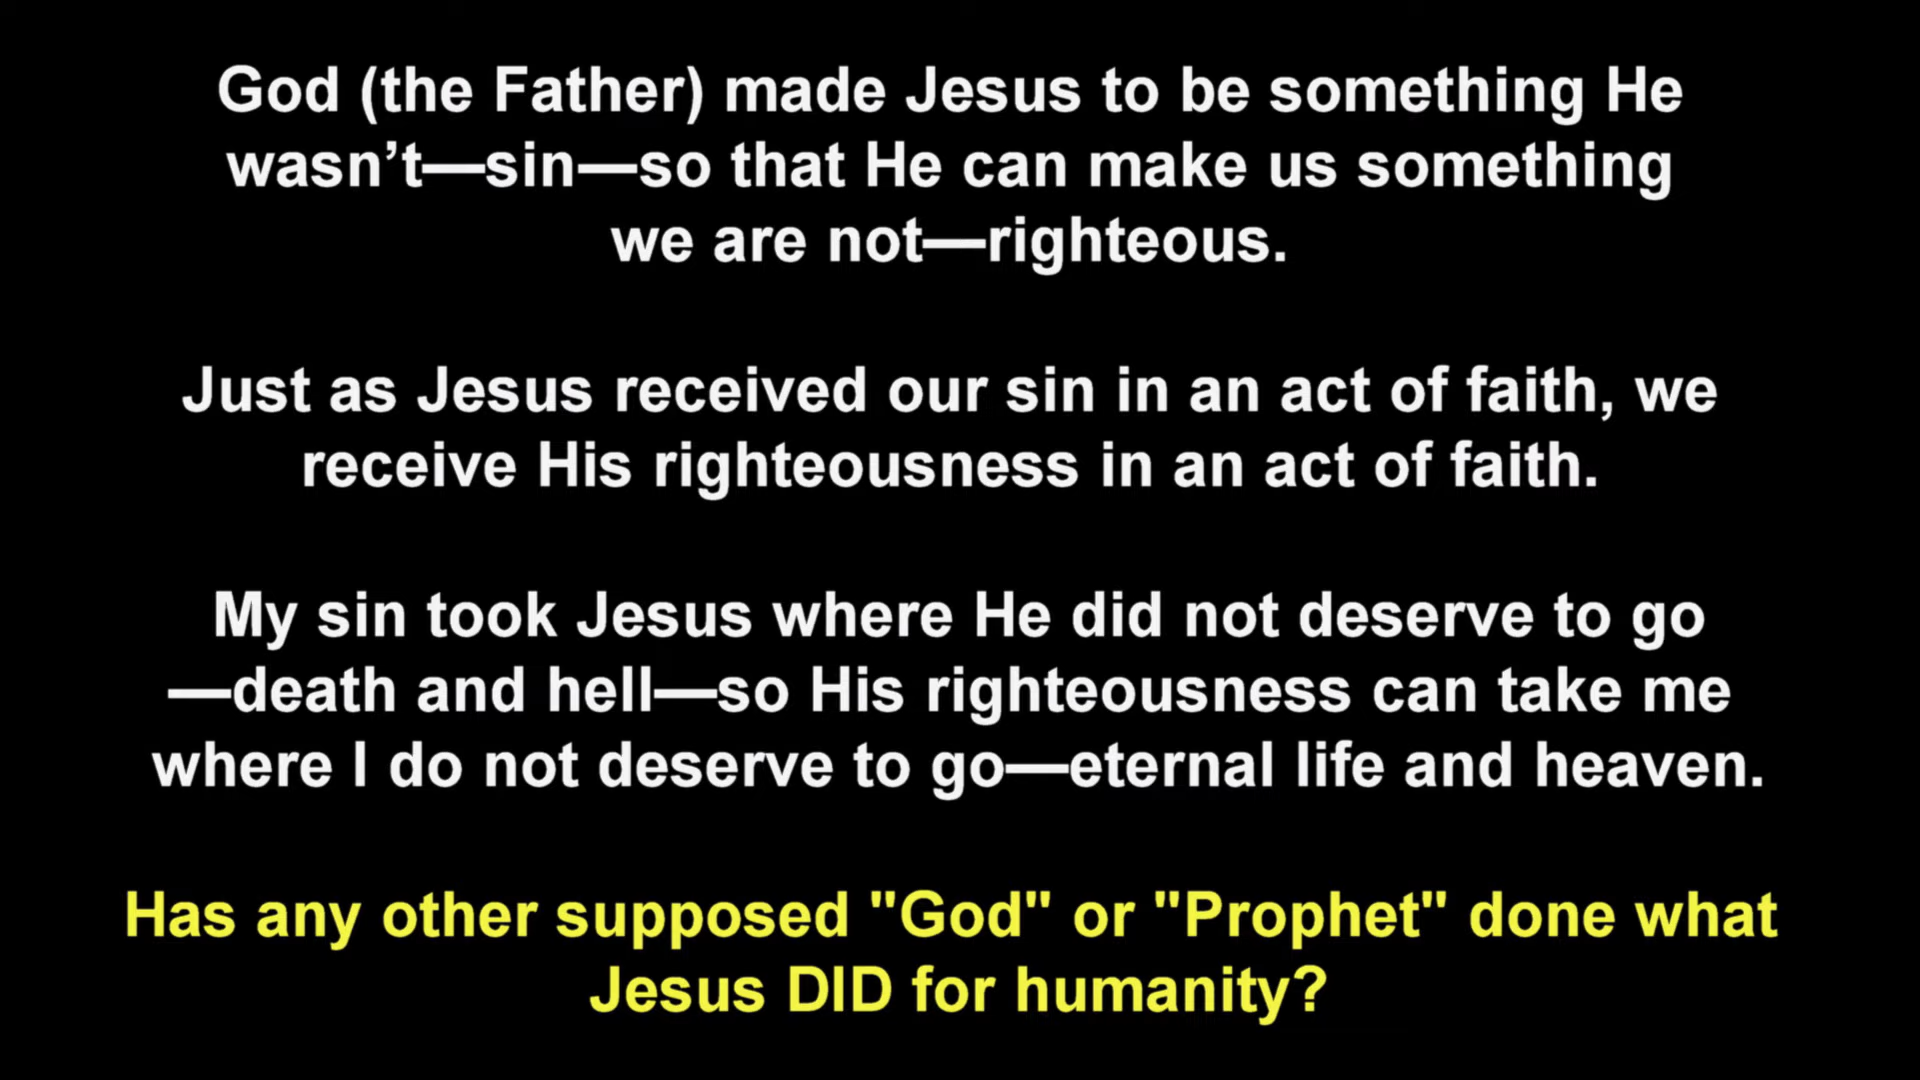 God (the Father) made Jesus to be something He
wasn’t—sin—so that He can make us something
we are not—righteous.
Just as Jesus received our sin in an act of faith, we
receive His righteousness in an act of faith.
My sin took Jesus where He did not deserve to go
—death and hell—so His righteousness can take me
where I do not deserve to go—eternal life and heaven.
Has any other supposed "God" or "Prophet" done what
Jesus DID for humanity?